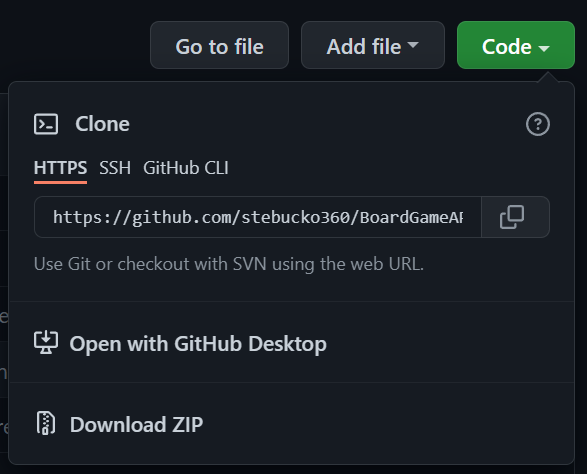 Go to file Add file Code
Clone
HTTPS SSH GitHub CLI
https://github.com/stebucko360/BoardGameAP
Use Git or checkout with SVN using the web URL.
Open with GitHub Desktop
Download ZIP